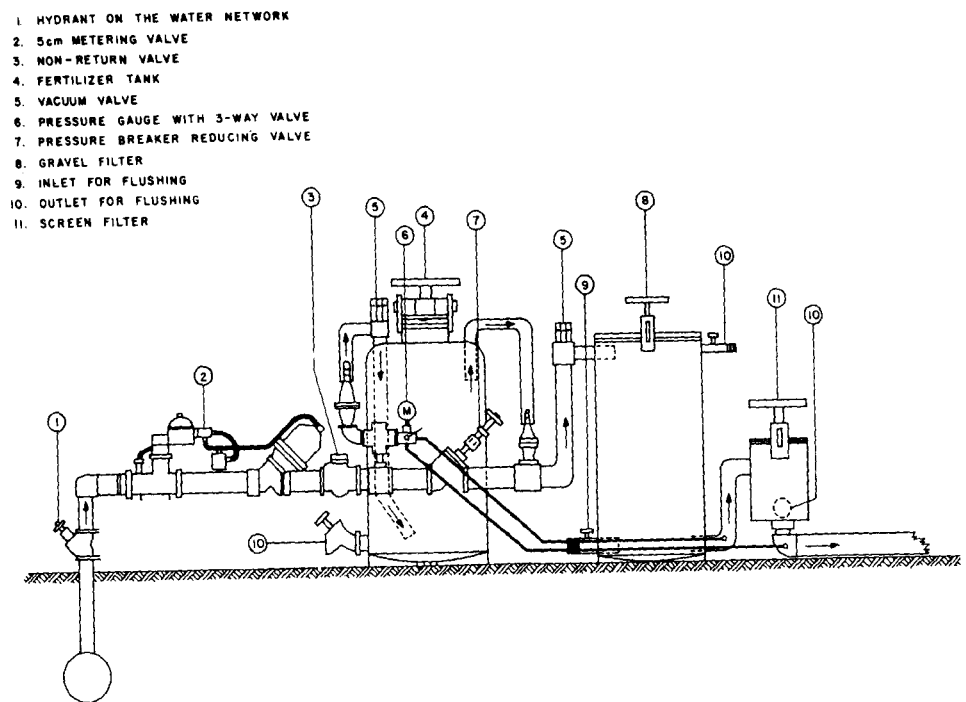 1. HYDRANT ON THE WATER NETWORK
2. 5cm METERING VALVE
3. NON-RETURN VALVE
4. FERTILIZER TANK
5. VACUUM VALVE
6. PRESSURE GAUGE WITH 3-WAY VALVE
7. PRESSURE BREAKER REDUCING VALVE
8. GRAVEL FILTER
9. INLET FOR FLUSHING
10. OUTLET FOR FLUSHING
11. SCREEN FILTER
3 5 4 6 7 5 8 10
9 11 10
2 M
1
10